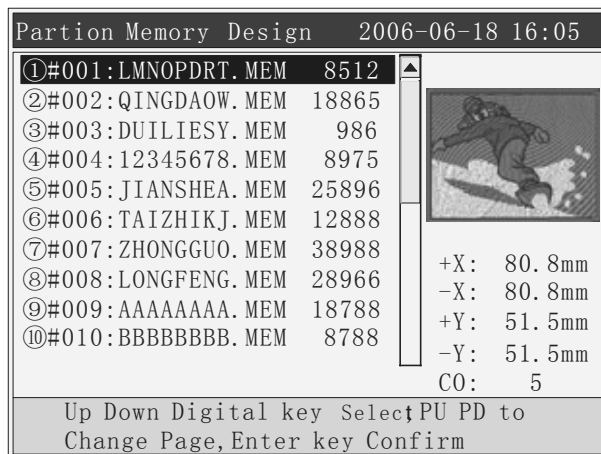 Partion Memory Design 2006-06-18 16:05
①#001:LMNOPDRT.MEM 8512
②#002:QINGDAOW.MEM 18865
③#003:DUILIESY.MEM 986
④#004:12345678.MEM 8975
⑤#005:JIANSHEA.MEM 25896
⑥#006:TAIZHIKJ.MEM 12888
⑦#007:ZHONGGUO.MEM 38988
⑧#008:LONGFENG.MEM 28966
⑨#009:AAAAAAAA.MEM 18788
⑩#010:BBBBBBBB.MEM 8788
+X: 80.8mm
-X: 80.8mm
+Y: 51.5mm
-Y: 51.5mm
CO: 5
Up Down Digital key Select,PU PD to
Change Page,Enter key Confirm